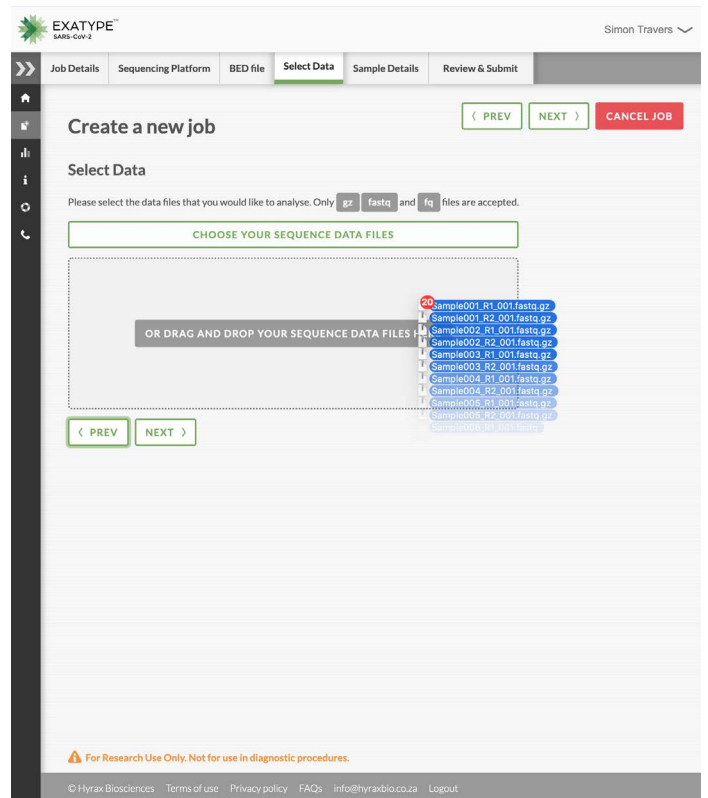 EXATYPE™
SARS-CoV-2
Simon Travers
Job Details Sequencing Platform BED file Select Data Sample Details Review & Submit
Create a new job
PREV NEXT CANCEL JOB
Select Data
Please select the data files that you would like to analyse. Only gz fastq and fq files are accepted.
CHOOSE YOUR SEQUENCE DATA FILES
OR DRAG AND DROP YOUR SEQUENCE DATA FILES
20
Sample001_R1_001.fastq.gz
Sample001_R2_001.fastq.gz
Sample002_R1_001.fastq.gz
Sample002_R2_001.fastq.gz
Sample003_R1_001.fastq.gz
Sample003_R2_001.fastq.gz
Sample004_R1_001.fastq.gz
Sample004_R2_001.fastq.gz
Sample005_R1_001.fastq.gz
Sample005_R2_001.fastq.gz
PREV NEXT
For Research Use Only. Not for use in diagnostic procedures.
© Hyrax Biosciences Terms of use Privacy policy FAQs info@hyraxbio.co.za Logout